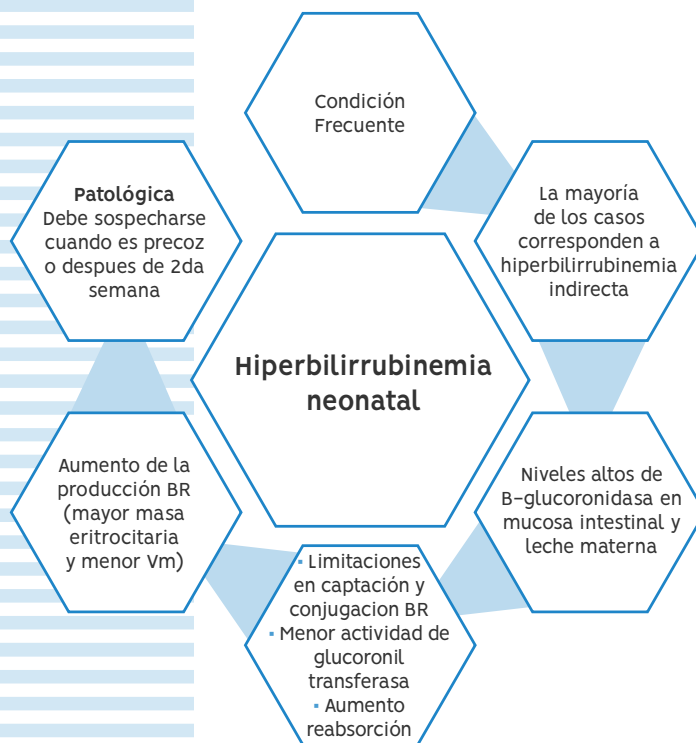 Condición
Frecuente
La mayoría
de los casos
corresponden a
hiperbilirrubinemia
indirecta
Niveles altos de
B-glucoronidasa en
mucosa intestinal y
leche materna
▪ Limitaciones
en captación y
conjugacion BR
▪ Menor actividad de
glucoronil
transferasa
▪ Aumento
reabsorción
Aumento de la
producción BR
(mayor masa
eritrocitaria
y menor Vm)
Patológica
Debe sospecharse
cuando es precoz
o despues de 2da
semana
Hiperbilirrubinemia
neonatal